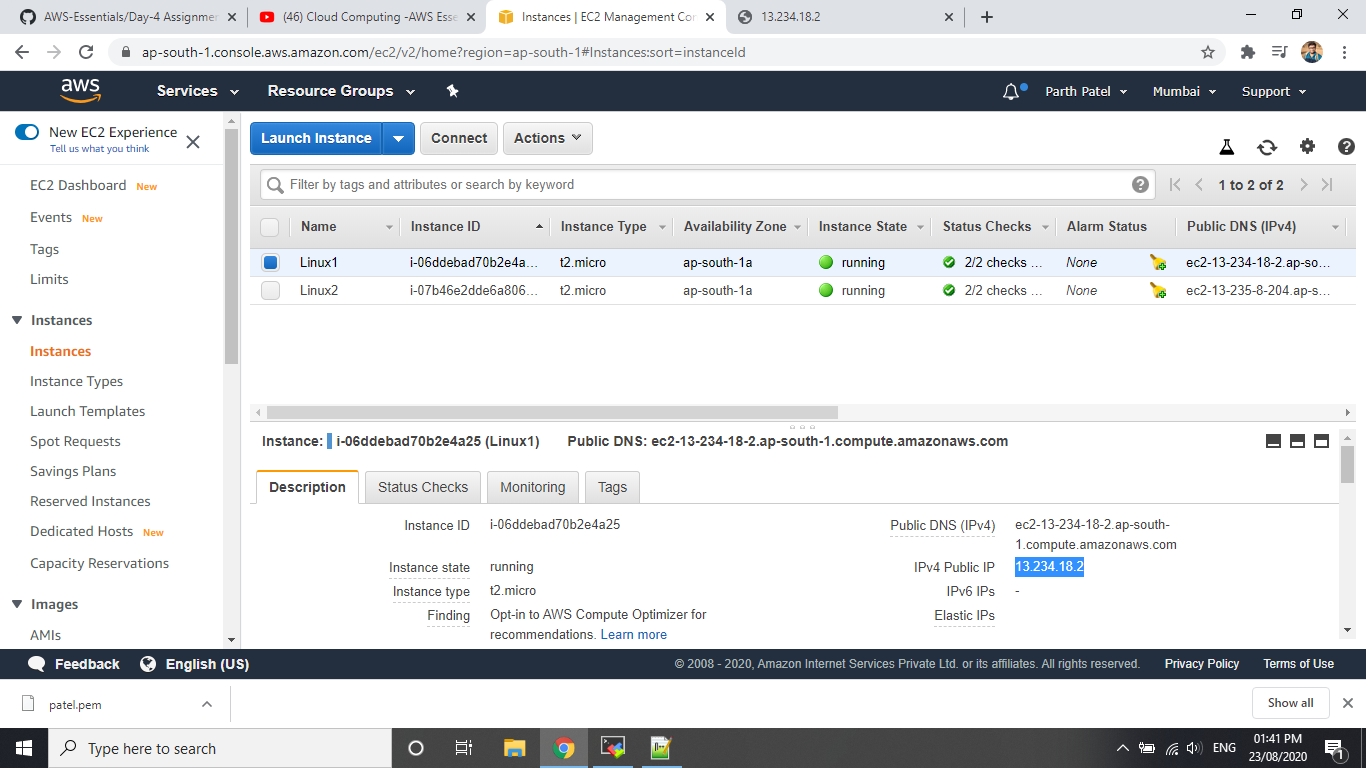 AWS-Essentials/Day-4 Assignmen
(46) Cloud Computing -AWS Esse
Instances | EC2 Management Con
13.234.18.2
ap-south-1.console.aws.amazon.com/ec2/v2/home?region=ap-south-1#Instances:sort=instanceId
aws
Services
Resource Groups
Parth Patel
Mumbai
Support
New EC2 Experience
Tell us what you think
EC2 Dashboard New
Events New
Tags
Limits
Instances
Instances
Instance Types
Launch Templates
Spot Requests
Savings Plans
Reserved Instances
Dedicated Hosts New
Capacity Reservations
Images
AMIs
Launch Instance
Connect
Actions
Filter by tags and attributes or search by keyword
1 to 2 of 2
Name Instance ID Instance Type Availability Zone Instance State Status Checks Alarm Status Public DNS (IPv4)
Linux1 i-06ddebad70b2e4a... t2.micro ap-south-1a running 2/2 checks ... None ec2-13-234-18-2.ap-so...
Linux2 i-07b46e2dde6a806... t2.micro ap-south-1a running 2/2 checks ... None ec2-13-235-8-204.ap-s...
Instance: i-06ddebad70b2e4a25 (Linux1) Public DNS: ec2-13-234-18-2.ap-south-1.compute.amazonaws.com
Description Status Checks Monitoring Tags
Instance ID i-06ddebad70b2e4a25
Instance state running
Instance type t2.micro
Finding Opt-in to AWS Compute Optimizer for
recommendations. Learn more
Public DNS (IPv4) ec2-13-234-18-2.ap-south-
1.compute.amazonaws.com
IPv4 Public IP 13.234.18.2
IPv6 IPs -
Elastic IPs
Feedback English (US)
© 2008 - 2020, Amazon Internet Services Private Ltd. or its affiliates. All rights reserved. Privacy Policy Terms of Use
patel.pem
Show all
Type here to search
ENG
01:41 PM
23/08/2020
1